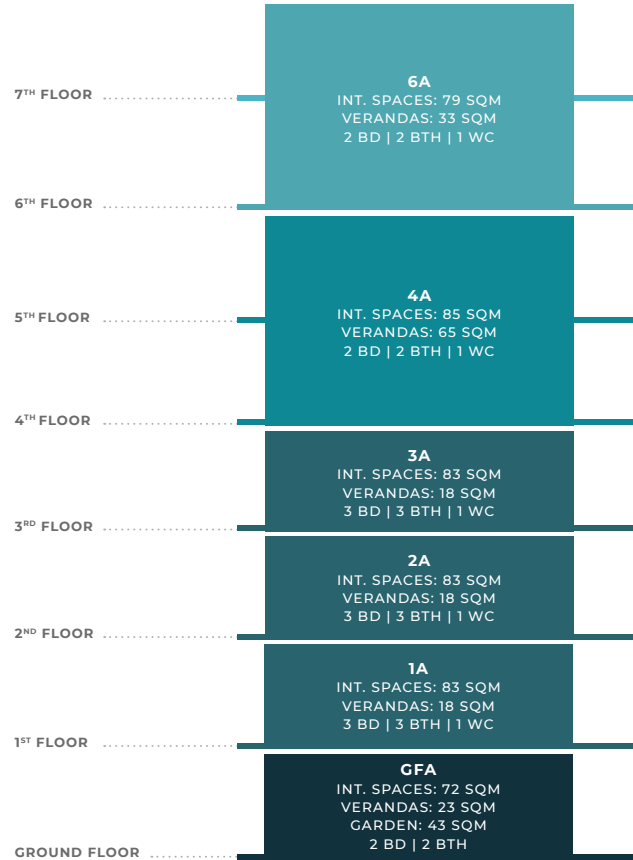 6A
INT. SPACES: 79 SQM
VERANDAS: 33 SQM
2 BD | 2 BTH | 1 WC
7TH FLOOR
6TH FLOOR
4A
INT. SPACES: 85 SQM
VERANDAS: 65 SQM
2 BD | 2 BTH | 1 WC
5TH FLOOR
4TH FLOOR
3A
INT. SPACES: 83 SQM
VERANDAS: 18 SQM
3 BD | 3 BTH | 1 WC
3RD FLOOR
2A
INT. SPACES: 83 SQM
VERANDAS: 18 SQM
3 BD | 3 BTH | 1 WC
2ND FLOOR
1A
INT. SPACES: 83 SQM
VERANDAS: 18 SQM
3 BD | 3 BTH | 1 WC
1ST FLOOR
GFA
INT. SPACES: 72 SQM
VERANDAS: 23 SQM
GARDEN: 43 SQM
2 BD | 2 BTH
GROUND FLOOR